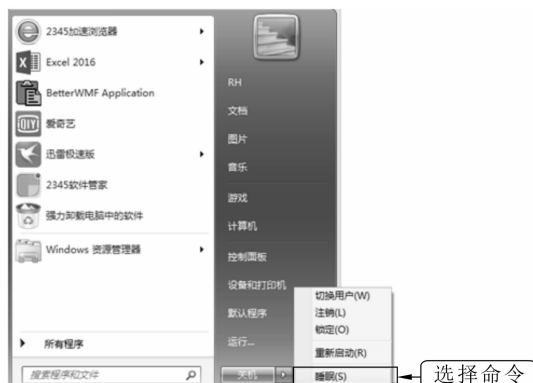 2345加速浏览器
Excel 2016
BetterWMF Application
爱奇艺
迅雷极速版
2345软件管家
强力卸载电脑中的软件
Windows 资源管理器
所有程序
搜索程序和文件
RH
文档
图片
音乐
游戏
计算机
控制面板
设备和打印机
默认程序
运行...
关机
切换用户(W)
注销(L)
锁定(O)
重新启动(R)
睡眠(S)
选择命令